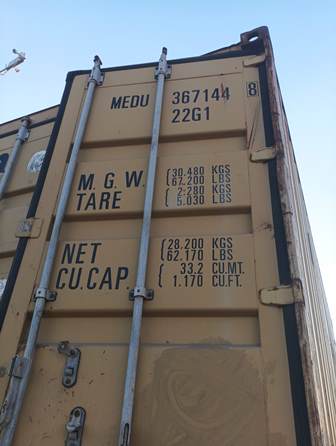 MEDU 367144 8
22G1
M.G.W. 30.480 KGS
67.200 LBS
TARE 2.280 KGS
5.030 LBS
NET 28.200 KGS
62.170 LBS
CU.CAP. 33.2 CU.MT.
1.170 CU.FT.